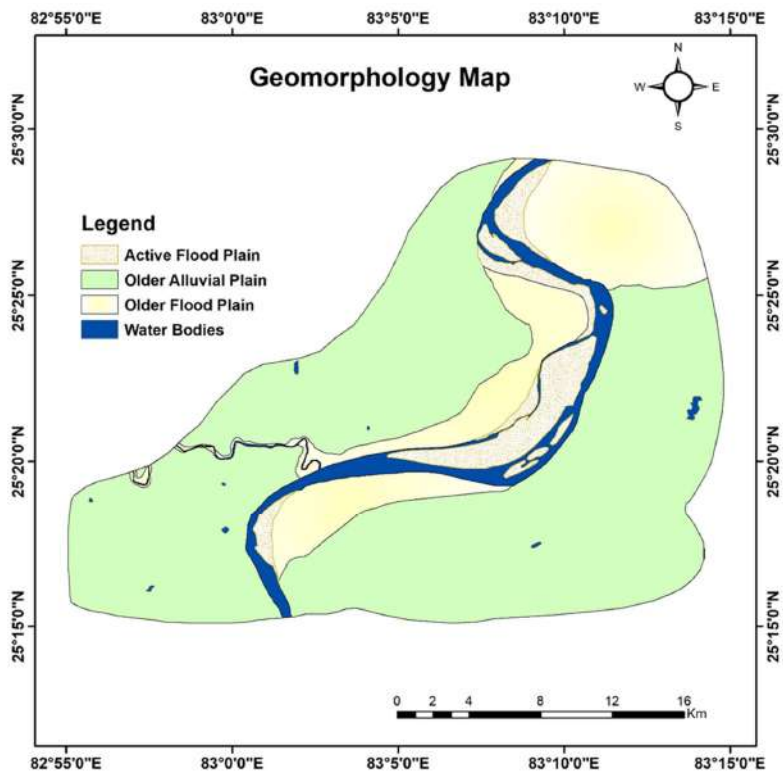 82°55'0"E 83°0'0"E 83°5'0"E 83°10'0"E 83°15'0"E
Geomorphology Map
N
W E
S
25°30'0"N 25°30'0"N
Legend
Active Flood Plain
Older Alluvial Plain
Older Flood Plain
Water Bodies
25°25'0"N 25°25'0"N
25°20'0"N 25°20'0"N
25°15'0"N 25°15'0"N
0 2 4 8 12 16
Km
82°55'0"E 83°0'0"E 83°5'0"E 83°10'0"E 83°15'0"E